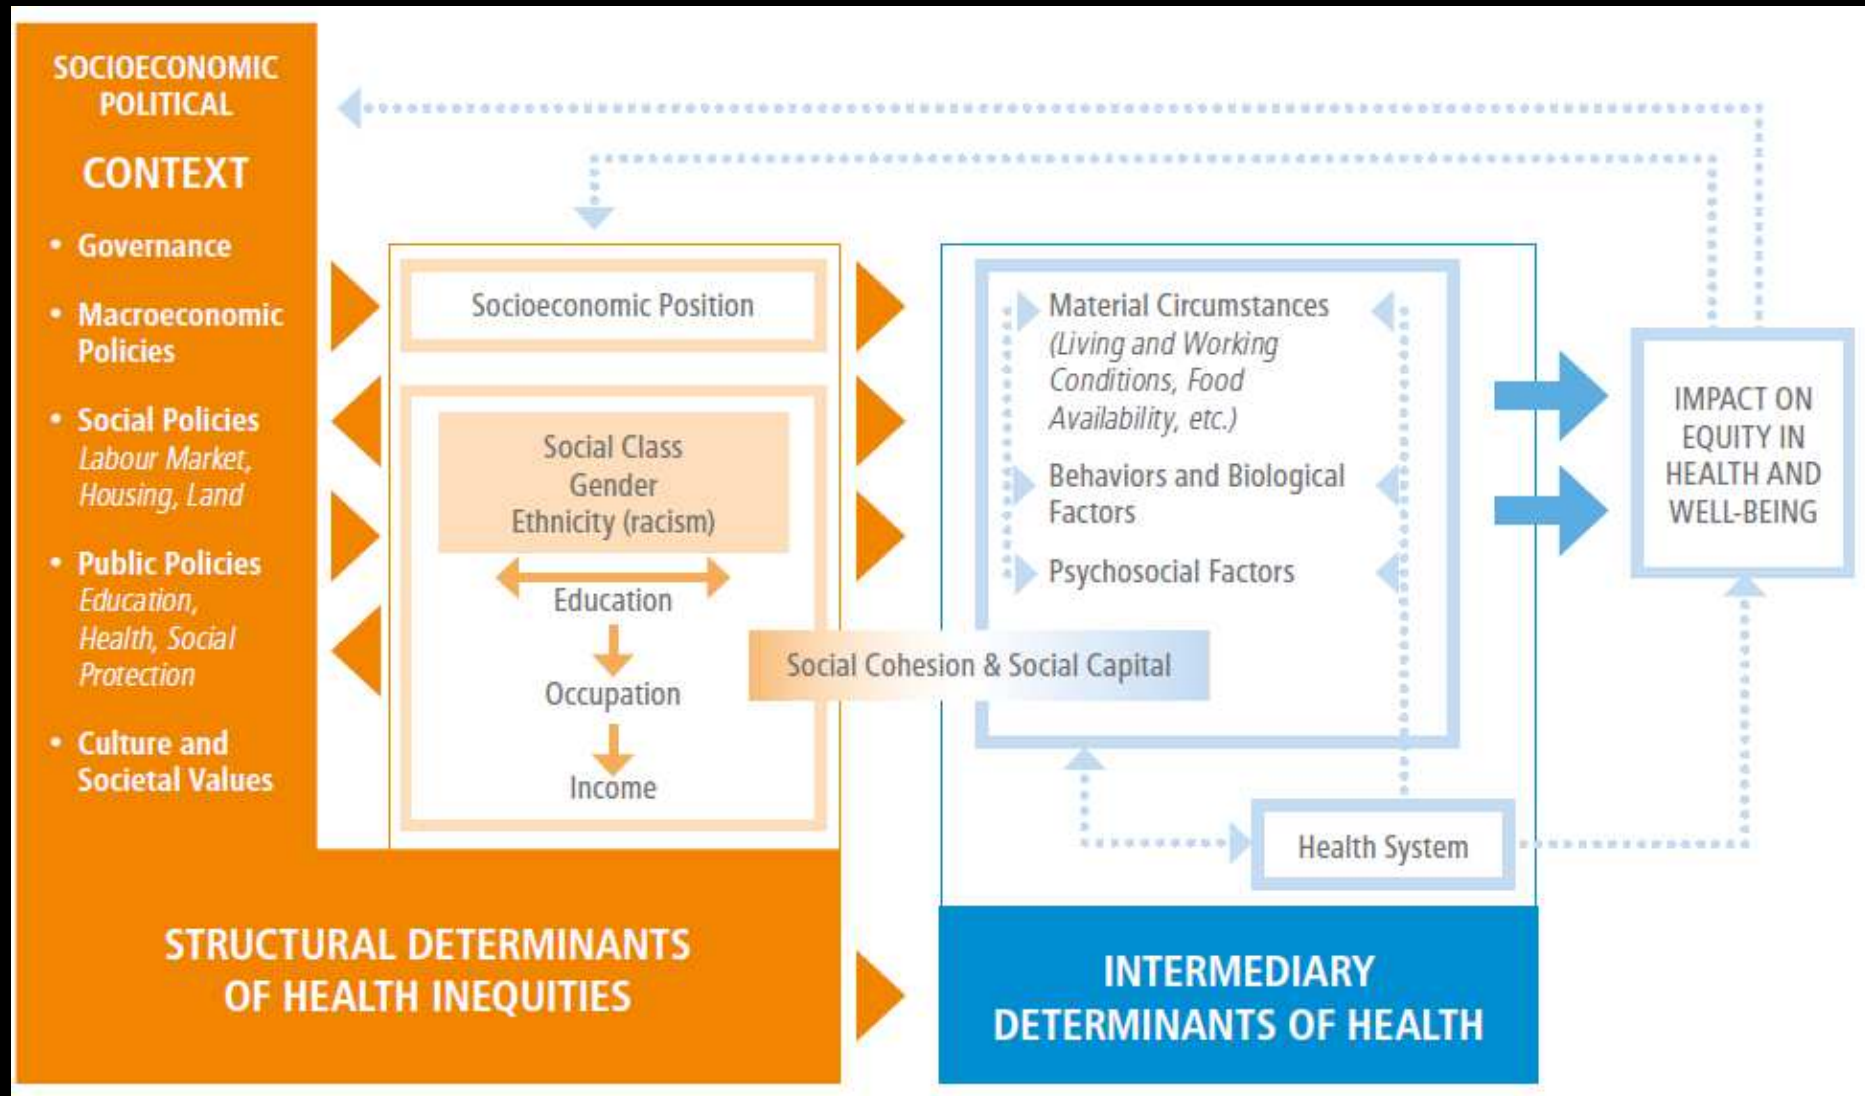 SOCIOECONOMIC
POLITICAL
CONTEXT
• Governance
• Macroeconomic
Policies
• Social Policies
Labour Market,
Housing, Land
• Public Policies
Education,
Health, Social
Protection
• Culture and
Societal Values
Socioeconomic Position
Social Class
Gender
Ethnicity (racism)
Education
Occupation
Income
Social Cohesion & Social Capital
Material Circumstances
(Living and Working
Conditions, Food
Availability, etc.)
Behaviors and Biological
Factors
Psychosocial Factors
Health System
IMPACT ON
EQUITY IN
HEALTH AND
WELL-BEING
STRUCTURAL DETERMINANTS
OF HEALTH INEQUITIES
INTERMEDIARY
DETERMINANTS OF HEALTH